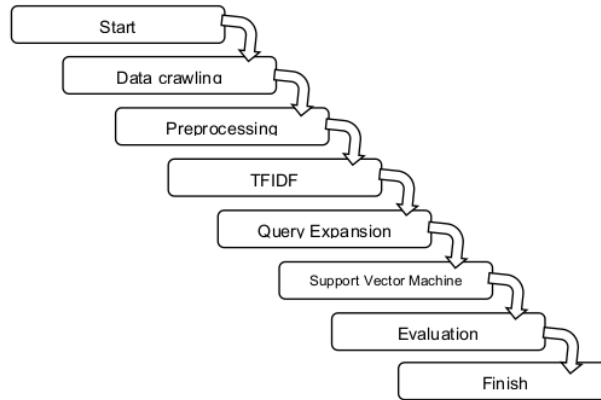 Start
Data crawling
Preprocessing
TFIDF
Query Expansion
Support Vector Machine
Evaluation
Finish